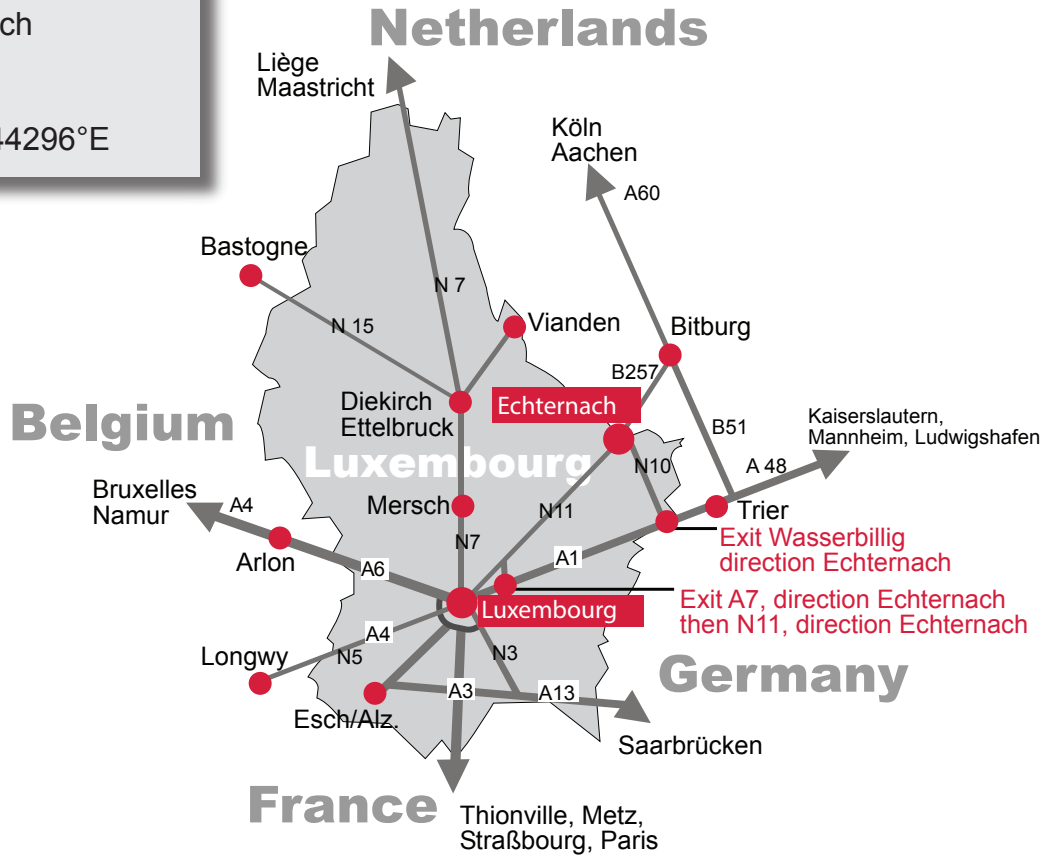 ch
44296°E
Netherlands
Liège
Maastricht
Köln
Aachen
A60
Bastogne
N 7
N 15
Vianden
Bitburg
B257
Diekirch
Ettelbruck
Echternach
Belgium
Kaiserslautern,
Mannheim, Ludwigshafen
B51
Luxembourg
N10
A 48
Bruxelles
Namur
A4
Mersch
N11
Trier
Arlon
N7
A1
Exit Wasserbillig
direction Echternach
A6
Luxembourg
Exit A7, direction Echternach
then N11, direction Echternach
A4
N5
N3
Longwy
Germany
A3
A13
Esch/Alz.
Saarbrücken
France
Thionville, Metz,
Straßbourg, Paris